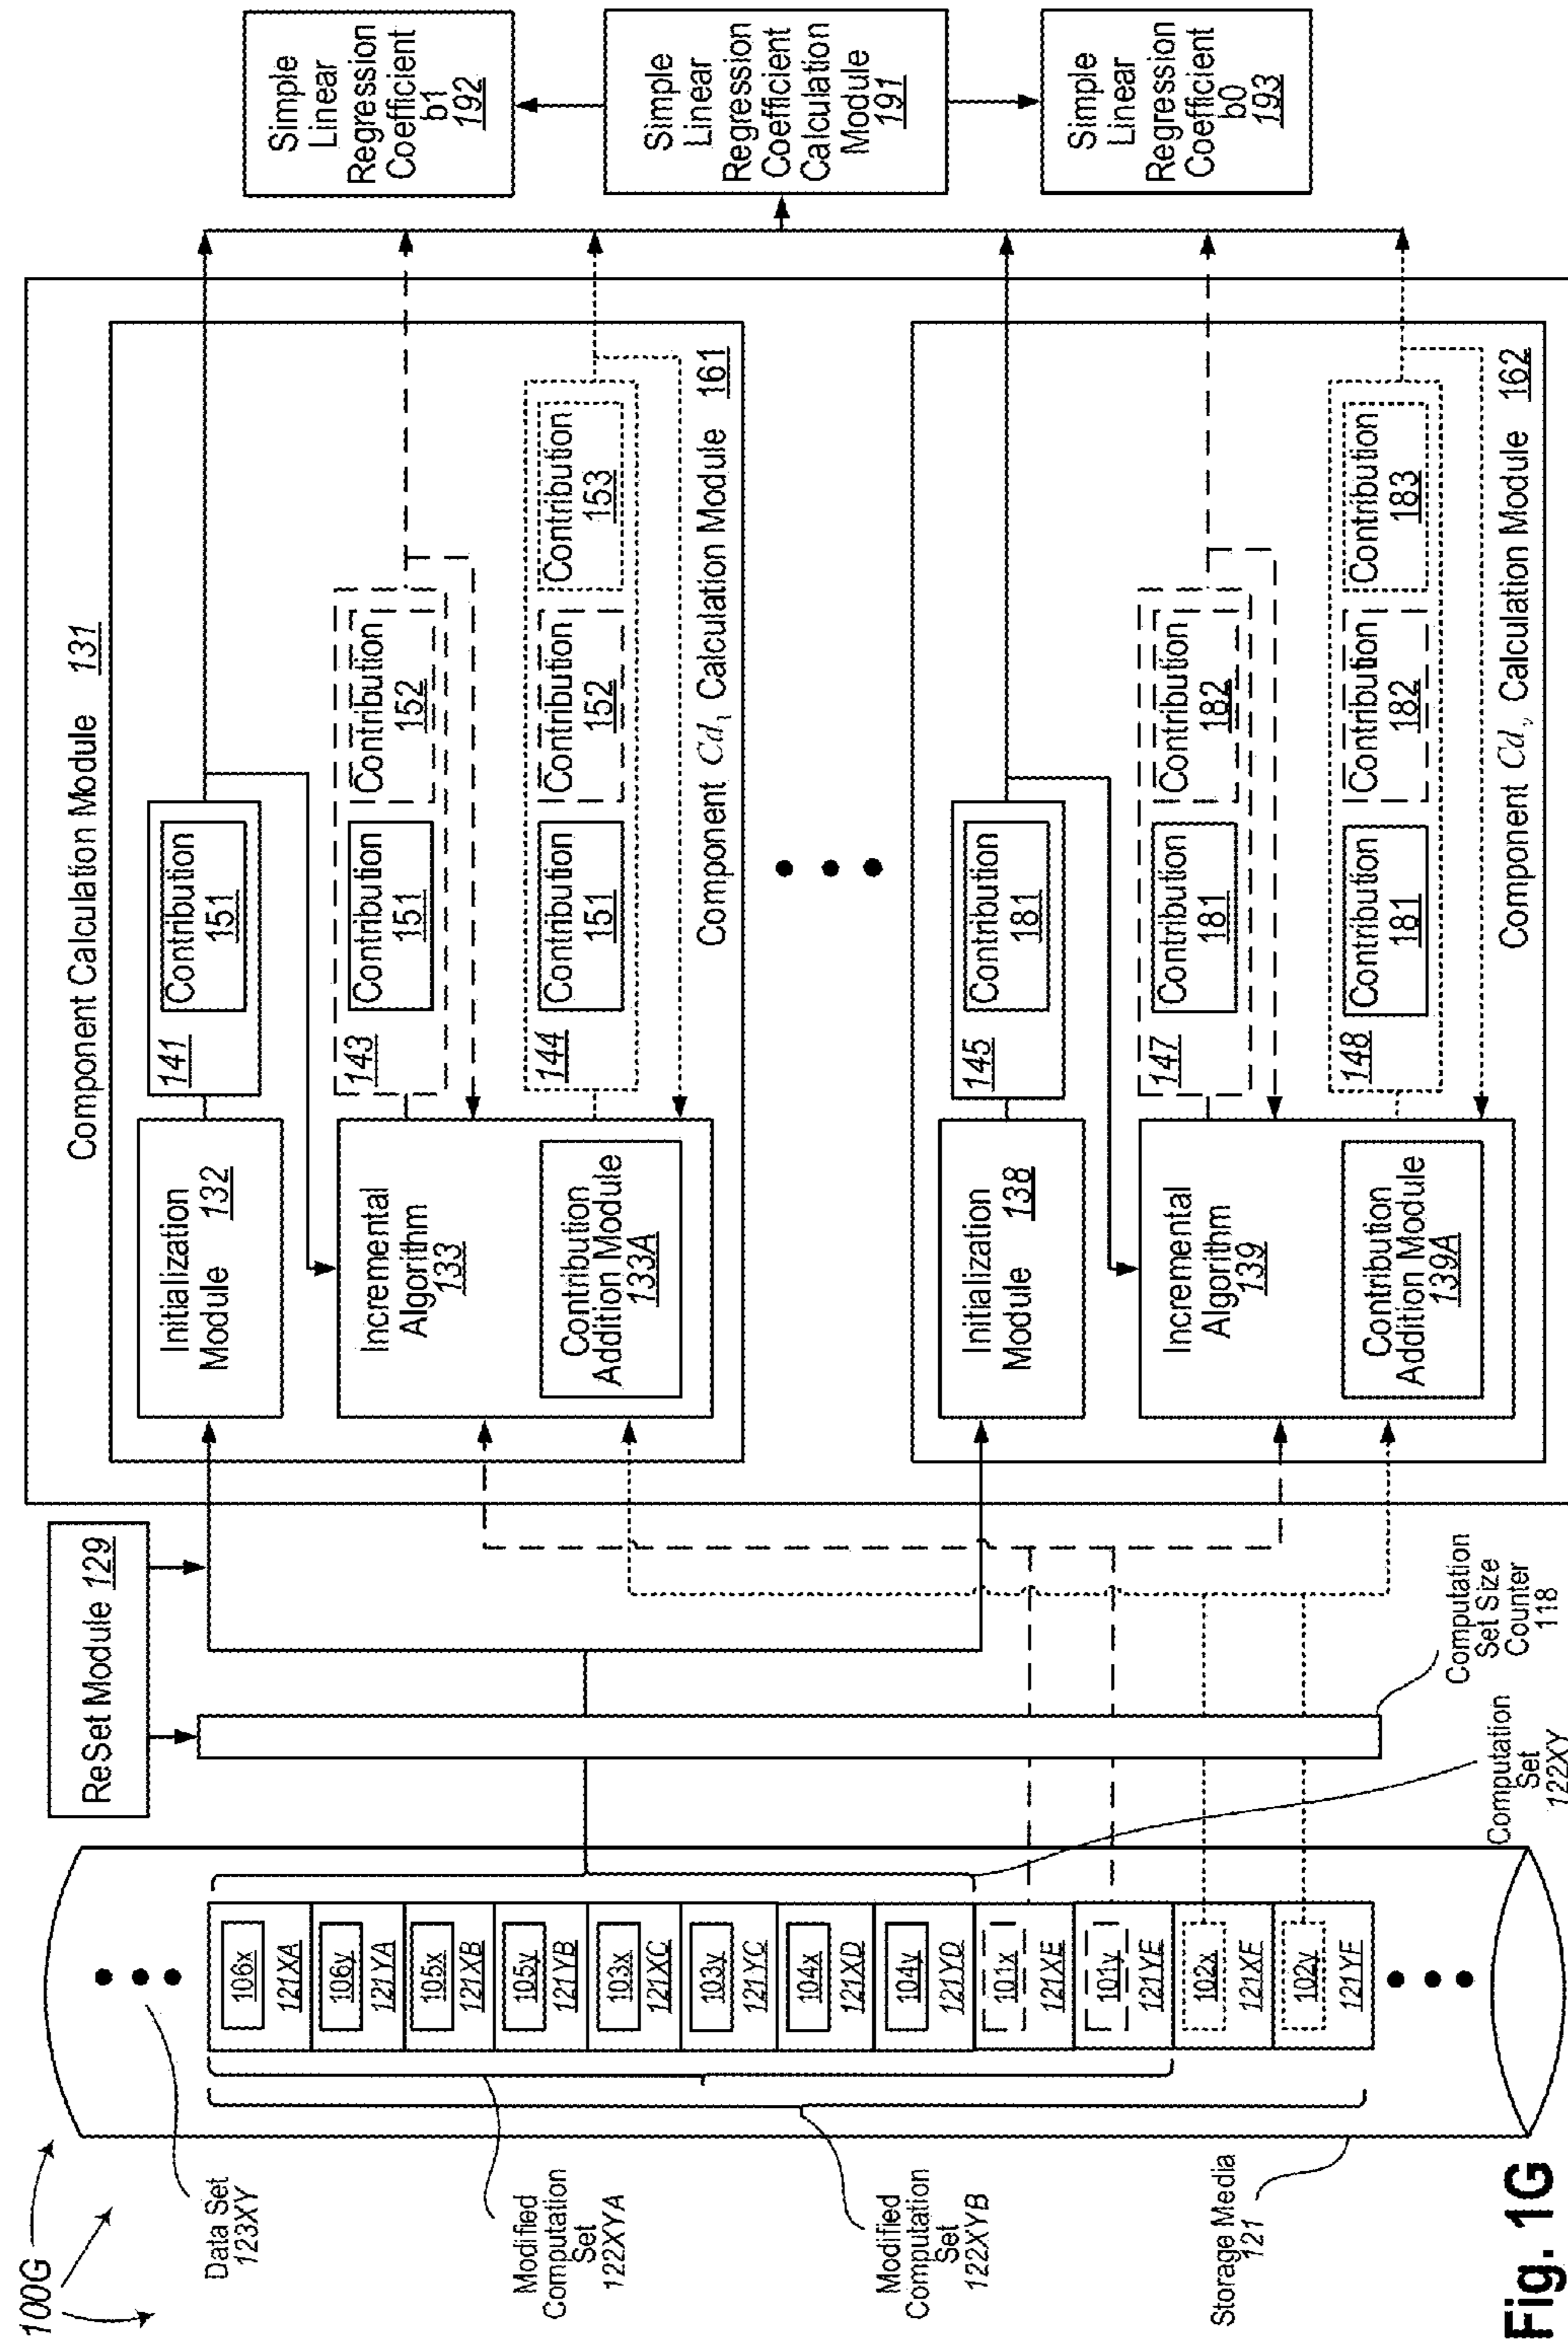 100G
Data Set
123XY
Modified
Computation
Set
122XYA
Modified
Computation
Set
122XYB
Storage Media
121
106x
121XA
106y
121YA
105x
121XB
105y
121YB
103x
121XC
103y
121YC
104x
121XD
104y
121YD
101x
121XE
101y
121YE
102x
121XF
102y
121YF
ReSet Module 129
Computation
Set Size
Counter
118
Computation
Set
122XY
Component Calculation Module 131
Initialization
Module 132
141
Contribution
151
Incremental
Algorithm
133
Contribution
Addition Module
133A
143
Contribution
151
Contribution
152
144
Contribution
151
Contribution
152
Contribution
153
Component Cd1 Calculation Module 161
Initialization
Module 138
145
Contribution
181
Incremental
Algorithm
139
Contribution
Addition Module
139A
147
Contribution
181
Contribution
182
148
Contribution
181
Contribution
182
Contribution
183
Component Cdv Calculation Module 162
Simple
Linear
Regression
Coefficient
b1
192
Simple
Linear
Regression
Coefficient
Calculation
Module
191
Simple
Linear
Regression
Coefficient
b0
193
Fig. 1G